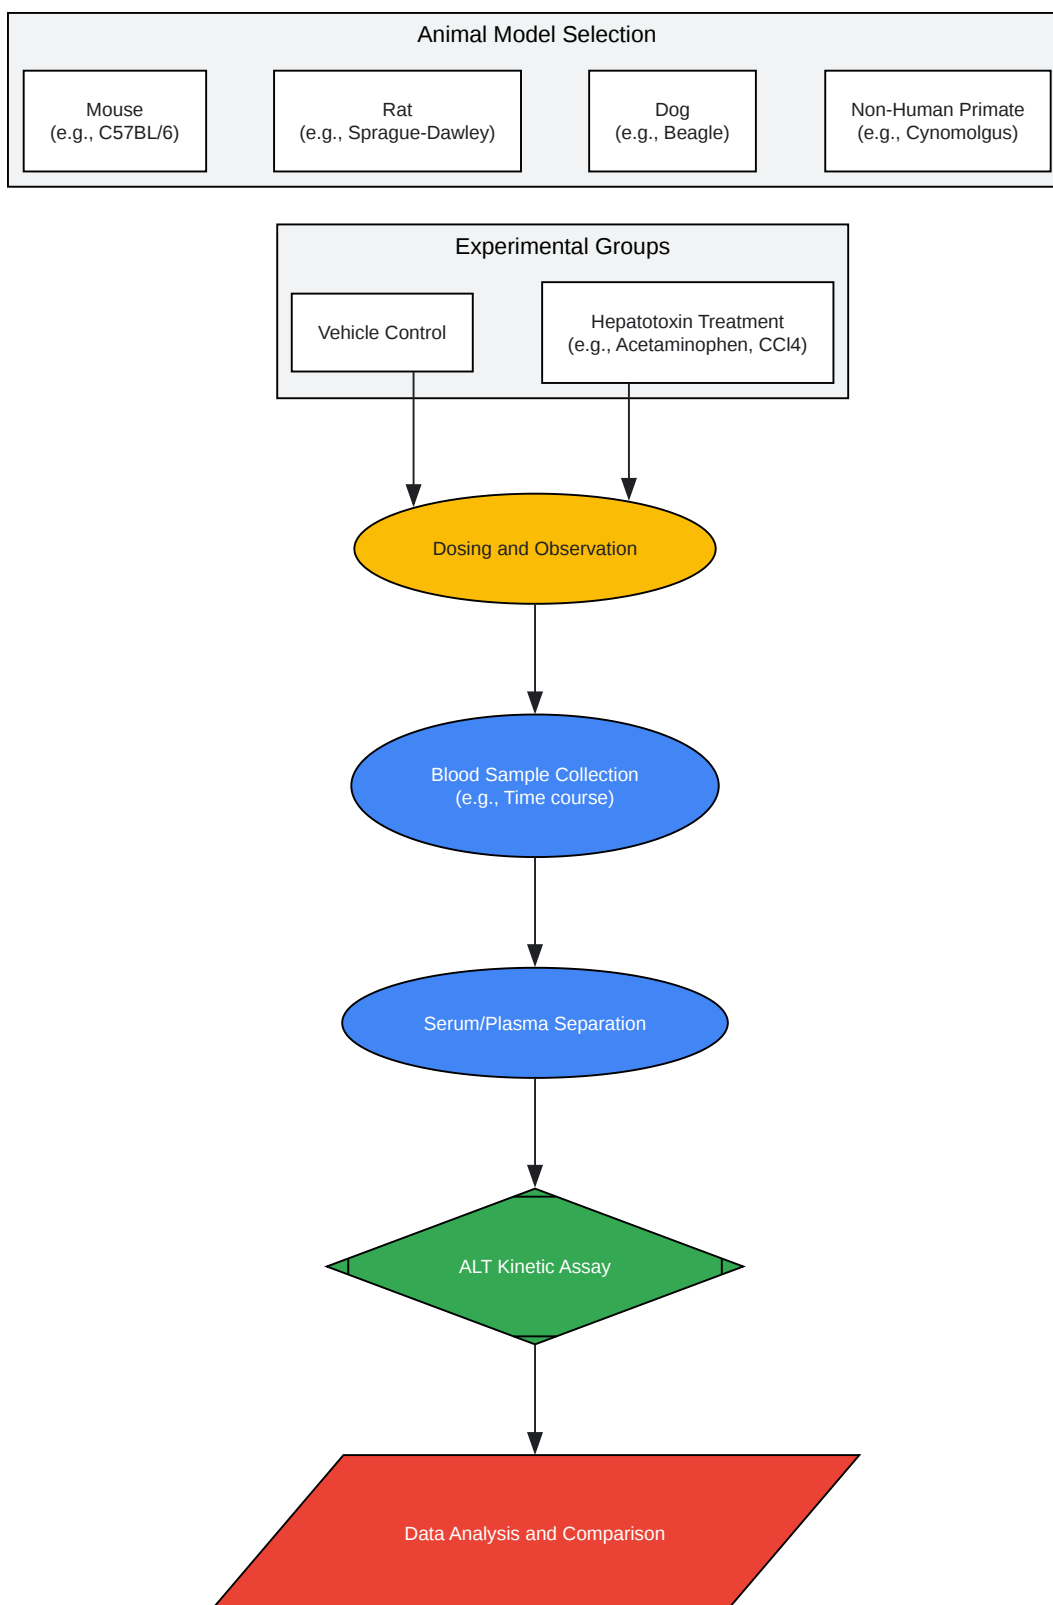 Animal Model Selection
Mouse
(e.g., C57BL/6)
Rat
(e.g., Sprague-Dawley)
Dog
(e.g., Beagle)
Non-Human Primate
(e.g., Cynomolgus)
Experimental Groups
Vehicle Control
Hepatotoxin Treatment
(e.g., Acetaminophen, CCl4)
Dosing and Observation
Blood Sample Collection
(e.g., Time course)
Serum/Plasma Separation
ALT Kinetic Assay
Data Analysis and Comparison